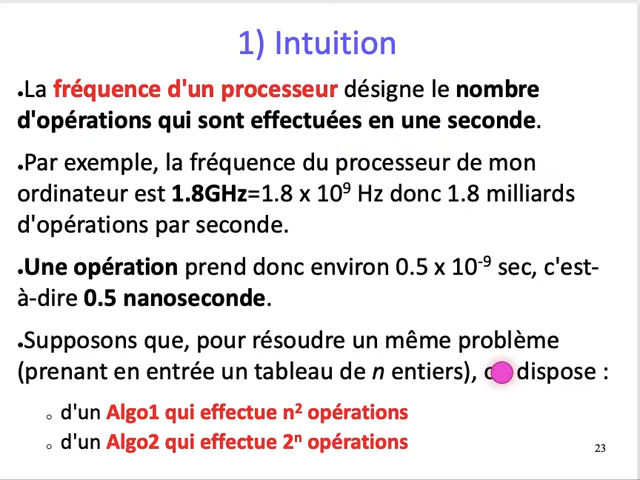 1) Intuition
•La fréquence d'un processeur désigne le nombre
d'opérations qui sont effectuées en une seconde.
•Par exemple, la fréquence du processeur de mon
ordinateur est 1.8GHz=1.8 x 10⁹ Hz donc 1.8 milliards
d'opérations par seconde.
•Une opération prend donc environ 0.5 x 10⁻⁹ sec, c'est-
à-dire 0.5 nanoseconde.
•Supposons que, pour résoudre un même problème
(prenant en entrée un tableau de n entiers), dispose :
◦ d'un Algo1 qui effectue n² opérations
◦ d'un Algo2 qui effectue 2ⁿ opérations
23